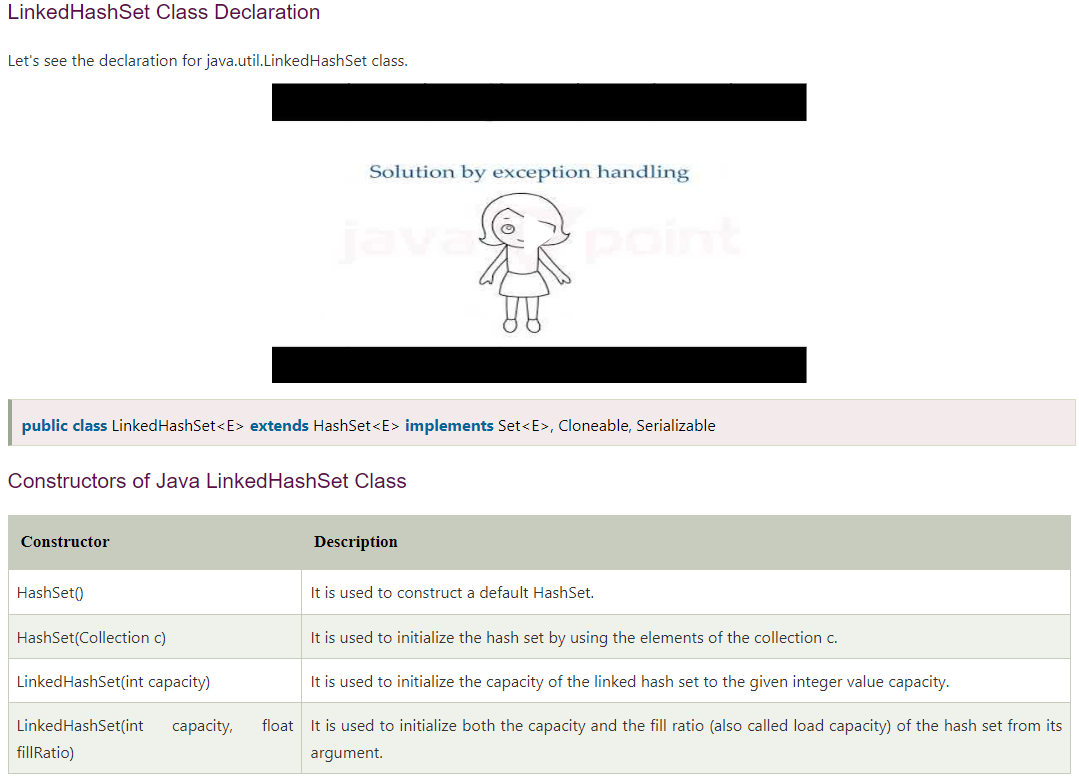 LinkedHashSet Class Declaration
Let's see the declaration for java.util.LinkedHashSet class.
Solution by exception handling
java point
public class LinkedHashSet<E> extends HashSet<E> implements Set<E>, Cloneable, Serializable
Constructors of Java LinkedHashSet Class
Constructor Description
HashSet() It is used to construct a default HashSet.
HashSet(Collection c) It is used to initialize the hash set by using the elements of the collection c.
LinkedHashSet(int capacity) It is used to initialize the capacity of the linked hash set to the given integer value capacity.
LinkedHashSet(int capacity, float It is used to initialize both the capacity and the fill ratio (also called load capacity) of the hash set from its
fillRatio) argument.